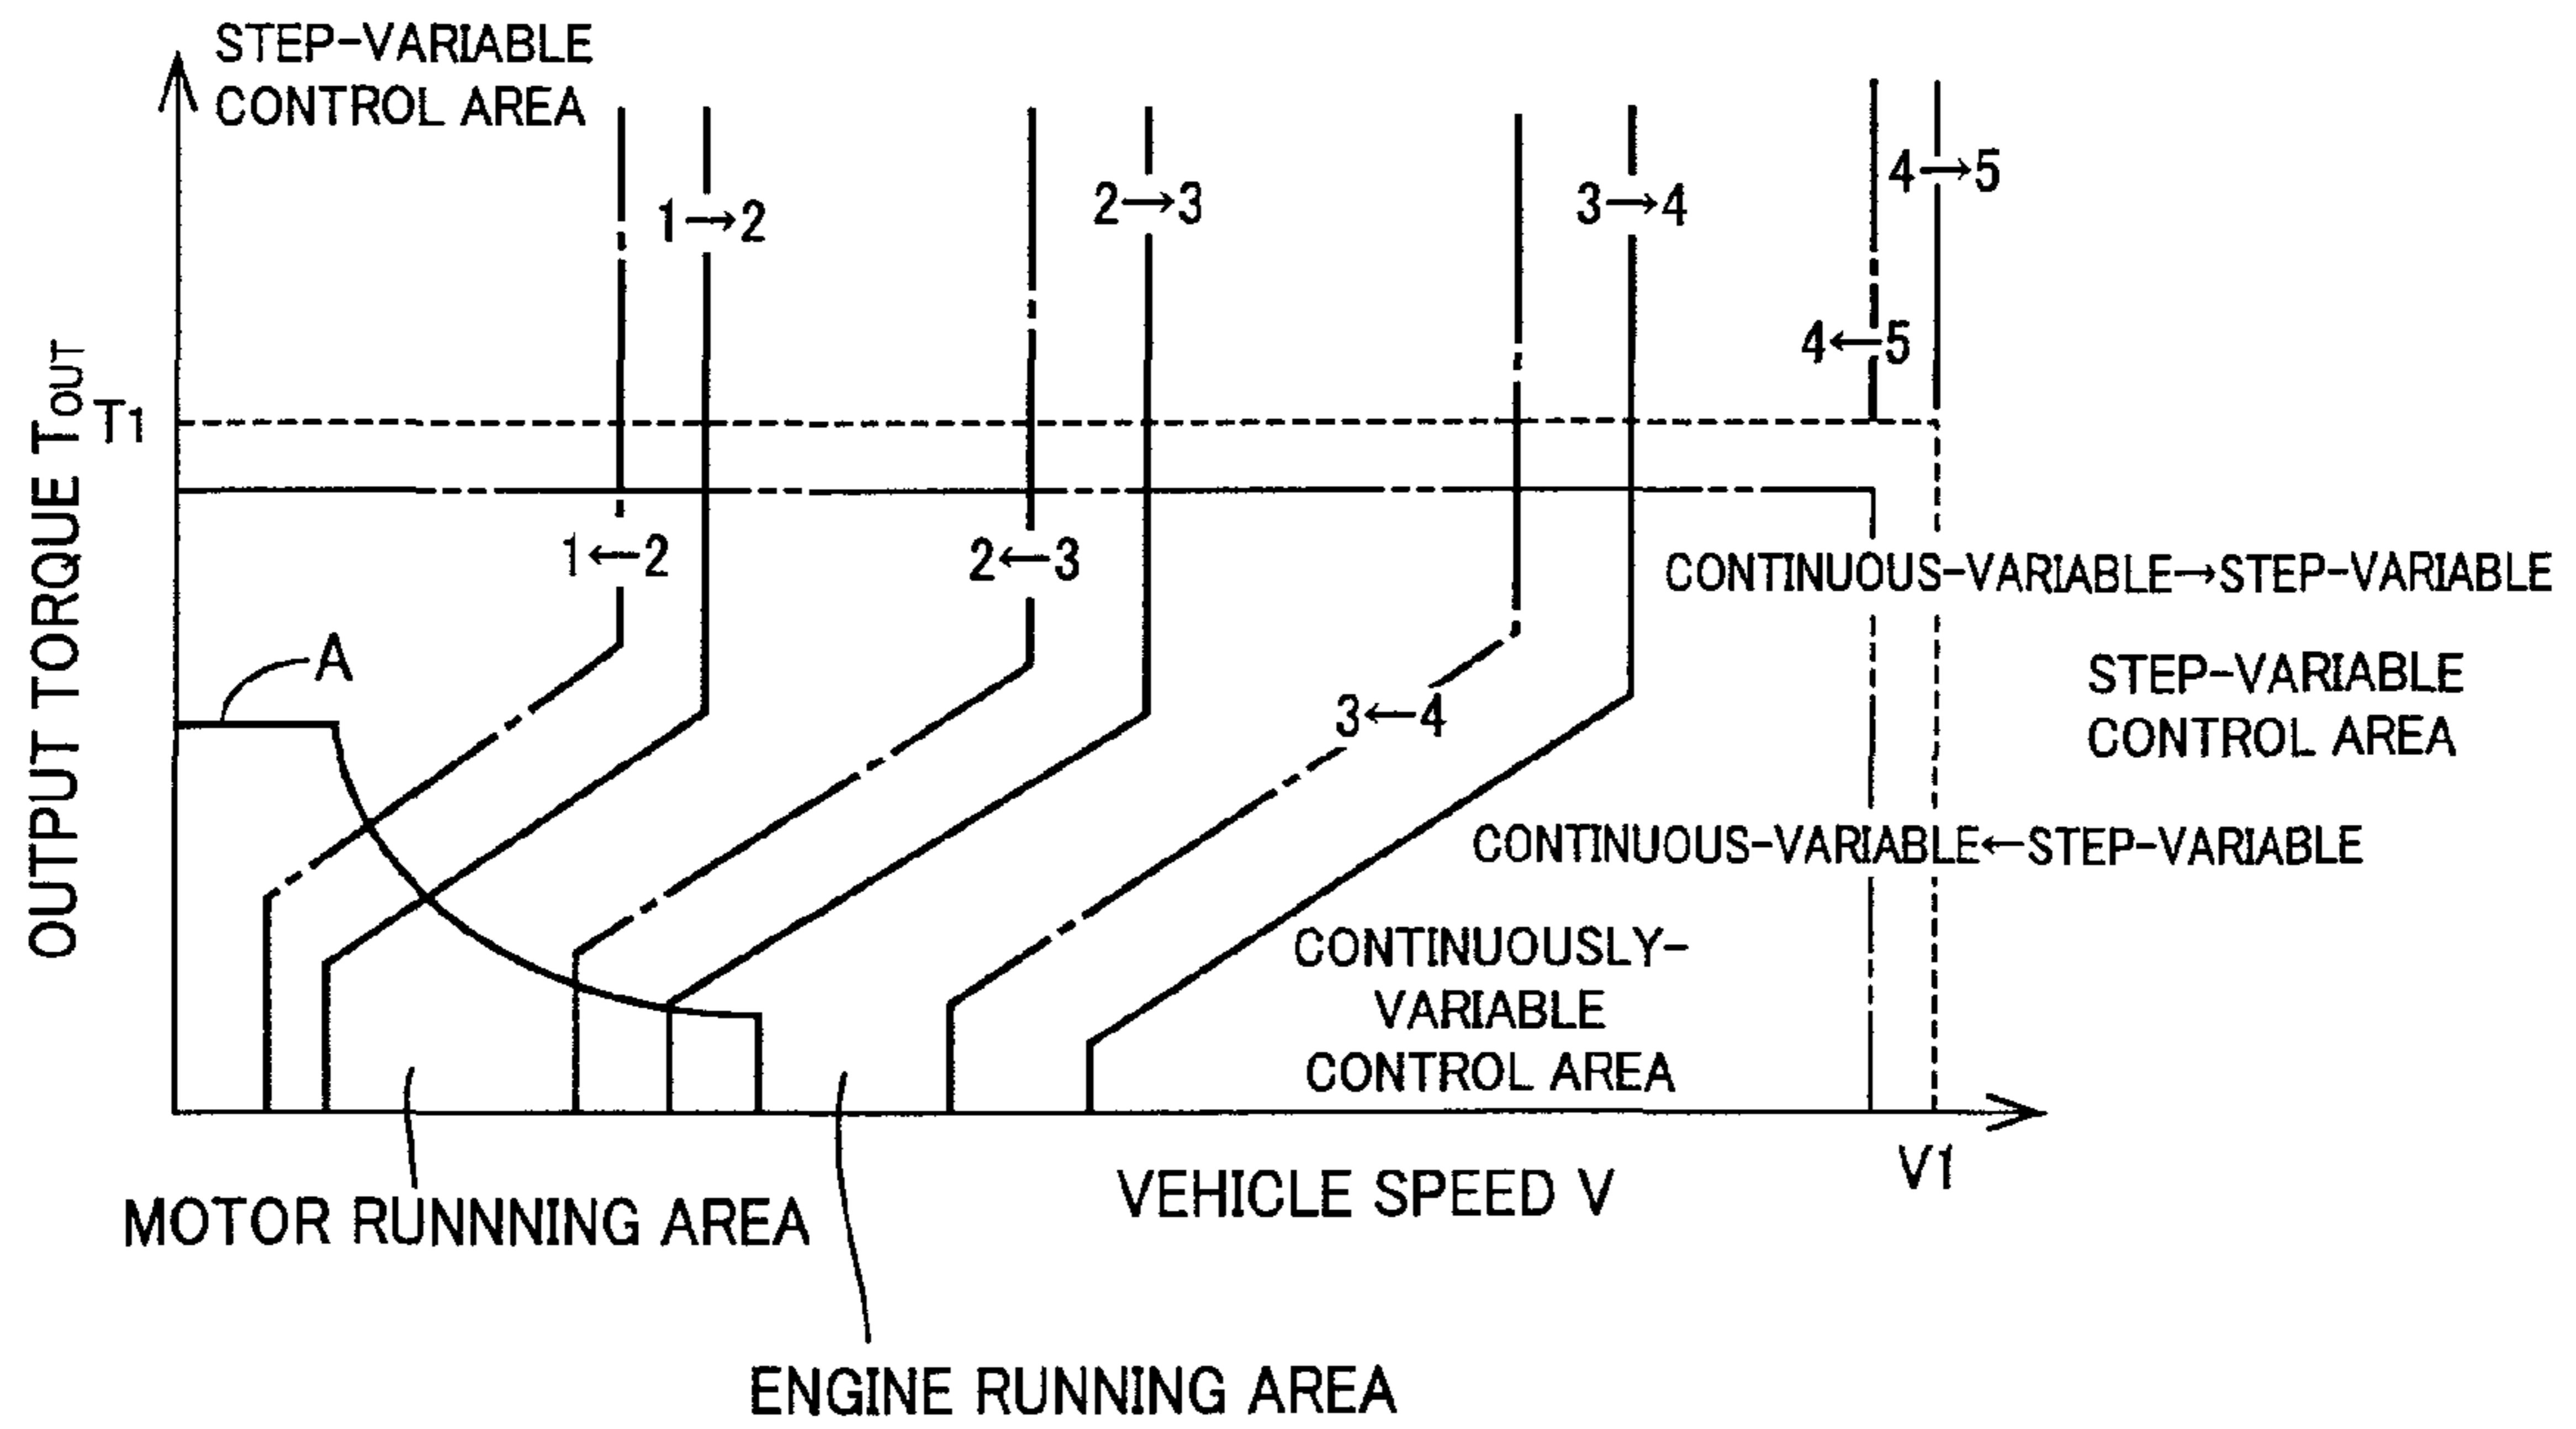 STEP-VARIABLE
CONTROL AREA
4→5
1→2
2→3
3→4
4←5
OUTPUT TORQUE TOUT
T1
1←2
2←3
CONTINUOUS-VARIABLE→STEP-VARIABLE
A
STEP-VARIABLE
CONTROL AREA
3←4
CONTINUOUS-VARIABLE←STEP-VARIABLE
CONTINUOUSLY-
VARIABLE
CONTROL AREA
V1
VEHICLE SPEED V
MOTOR RUNNNING AREA
ENGINE RUNNING AREA